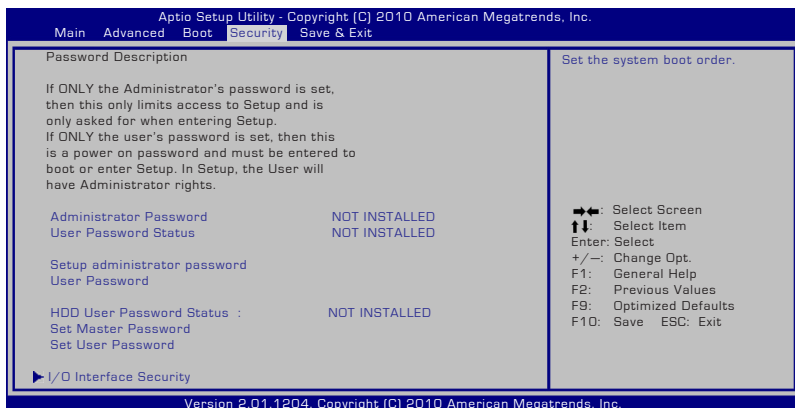 Aptio Setup Utility - Copyright (C) 2010 American Megatrends, Inc.
Main Advanced Boot Security Save & Exit
Password Description
If ONLY the Administrator's password is set,
then this only limits access to Setup and is
only asked for when entering Setup.
If ONLY the user's password is set, then this
is a power on password and must be entered to
boot or enter Setup. In Setup, the User will
have Administrator rights.
Administrator Password NOT INSTALLED
User Password Status NOT INSTALLED
Setup administrator password
User Password
HDD User Password Status : NOT INSTALLED
Set Master Password
Set User Password
I/O Interface Security
Set the system boot order.
→←: Select Screen
↑↓: Select Item
Enter: Select
+/—: Change Opt.
F1: General Help
F2: Previous Values
F9: Optimized Defaults
F10: Save ESC: Exit
Version 2.01.1204. Copyright (C) 2010 American Megatrends, Inc.